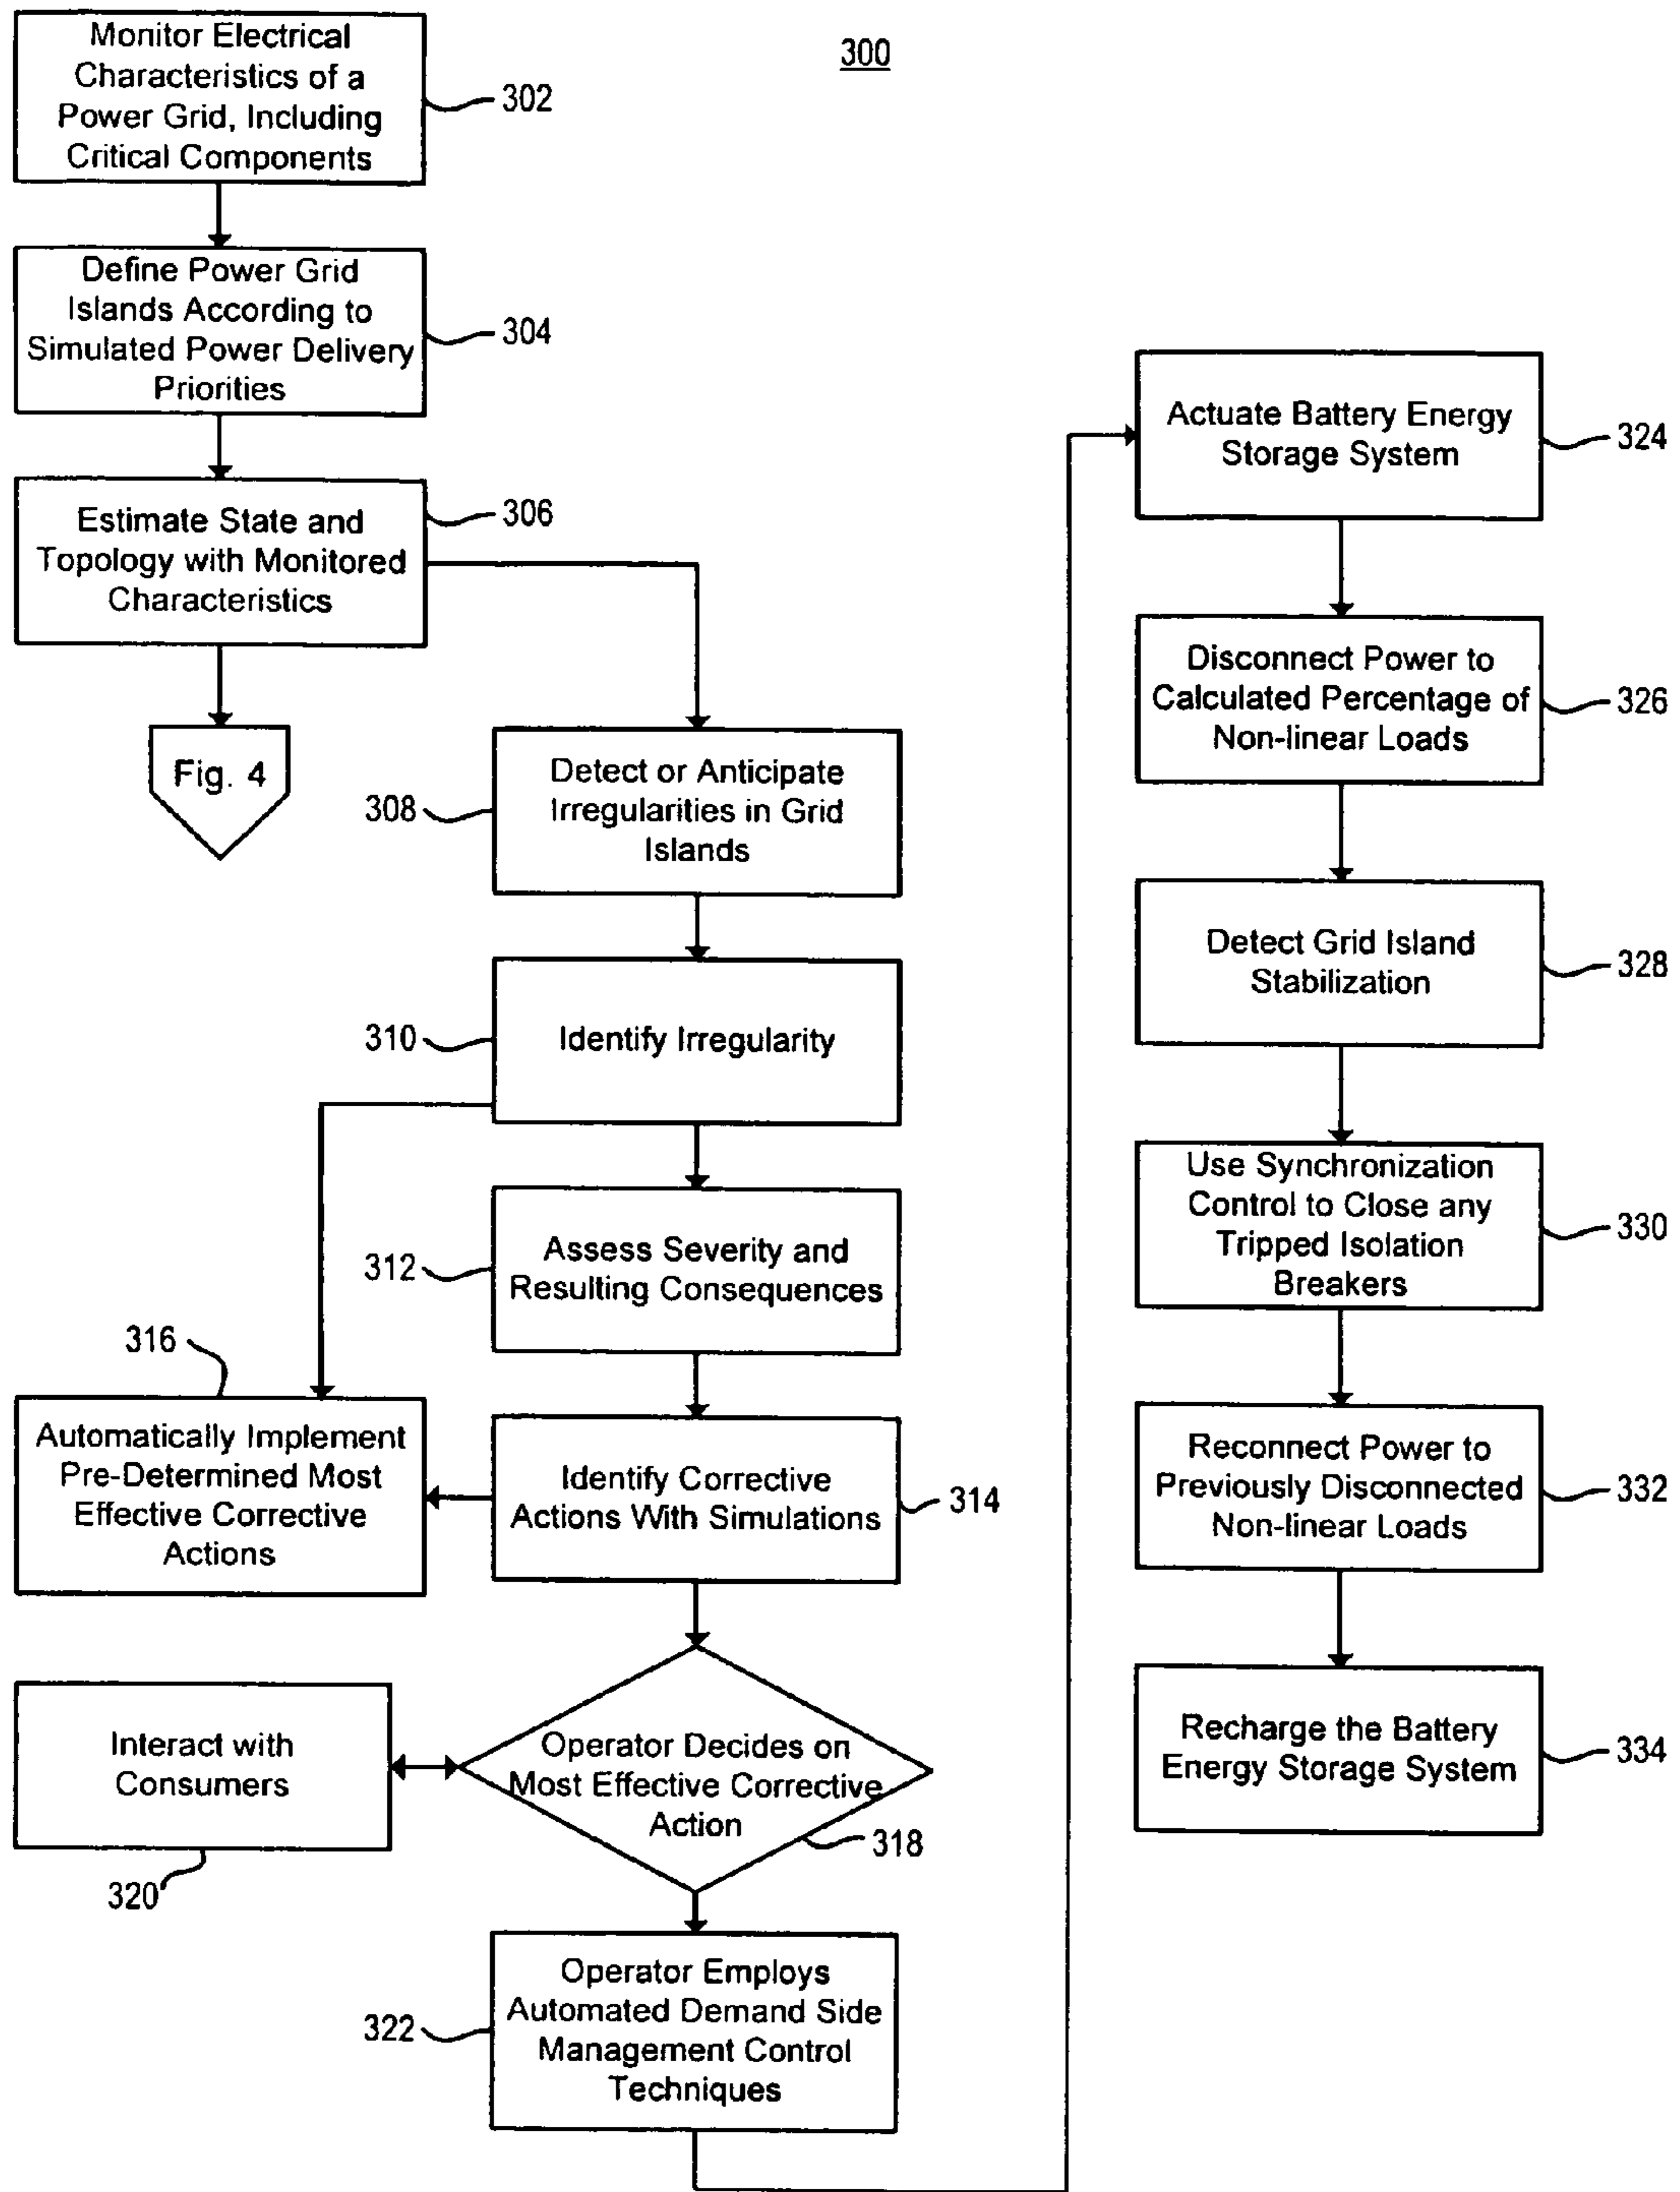 300
Monitor Electrical
Characteristics of a
Power Grid, Including
Critical Components
302
Define Power Grid
Islands According to
Simulated Power Delivery
Priorities
304
Estimate State and
Topology with Monitored
Characteristics
306
Fig. 4
Detect or Anticipate
Irregularities in Grid
Islands
308
Identify Irregularity
310
Assess Severity and
Resulting Consequences
312
Identify Corrective
Actions With Simulations
314
316
Automatically Implement
Pre-Determined Most
Effective Corrective
Actions
Operator Decides on
Most Effective Corrective
Action
318
Interact with
Consumers
320
Operator Employs
Automated Demand Side
Management Control
Techniques
322
Actuate Battery Energy
Storage System
324
Disconnect Power to
Calculated Percentage of
Non-linear Loads
326
Detect Grid Island
Stabilization
328
Use Synchronization
Control to Close any
Tripped Isolation
Breakers
330
Reconnect Power to
Previously Disconnected
Non-linear Loads
332
Recharge the Battery
Energy Storage System
334